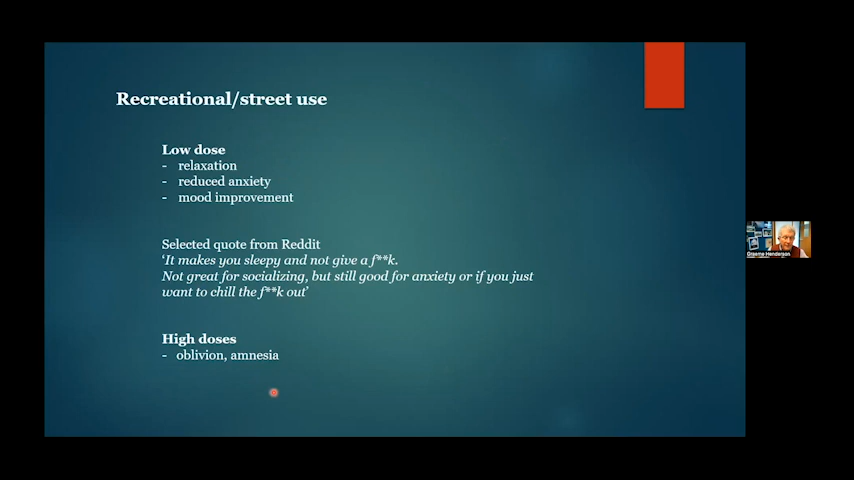 Recreational/street use
Low dose
- relaxation
- reduced anxiety
- mood improvement
Selected quote from Reddit
‘It makes you sleepy and not give a f**k.
Not great for socializing, but still good for anxiety or if you just
want to chill the f**k out’
High doses
- oblivion, amnesia
Graeme Henderson